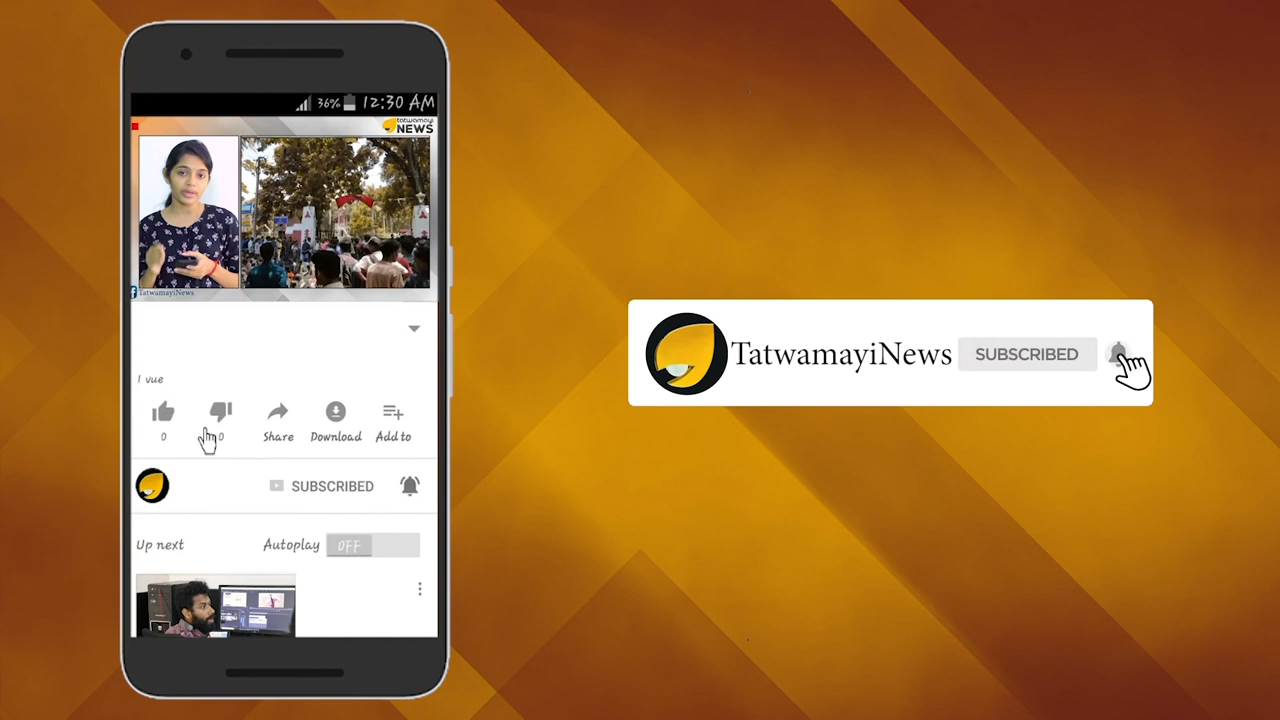 36% 12:30 AM
tatwamayi
NEWS
TatwamayiNews
1 vue
0 0 Share Download Add to
SUBSCRIBED
Up next Autoplay OFF
TatwamayiNews SUBSCRIBED